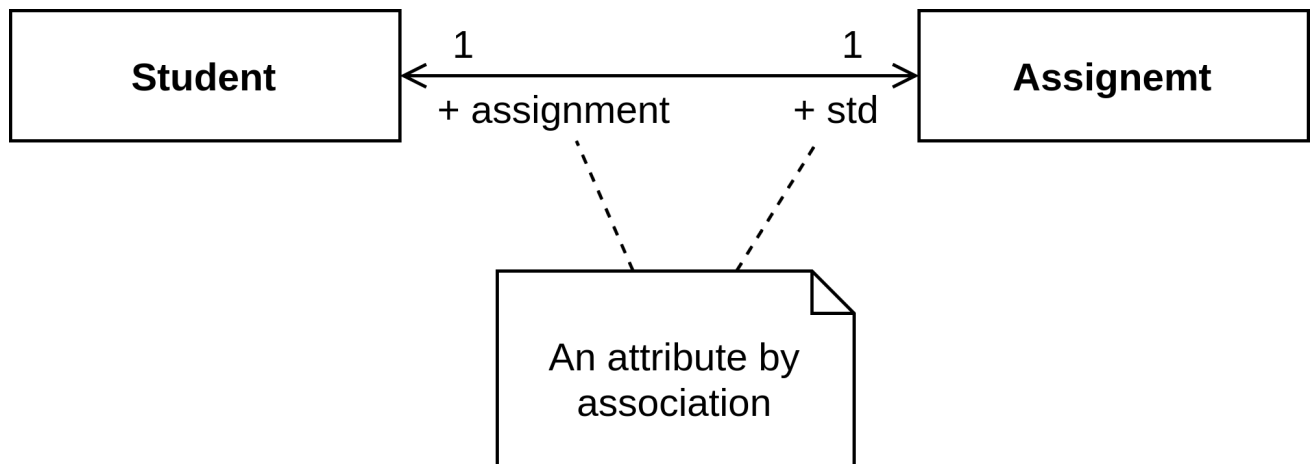 1 1
Student Assignemt
+ assignment + std
An attribute by
association